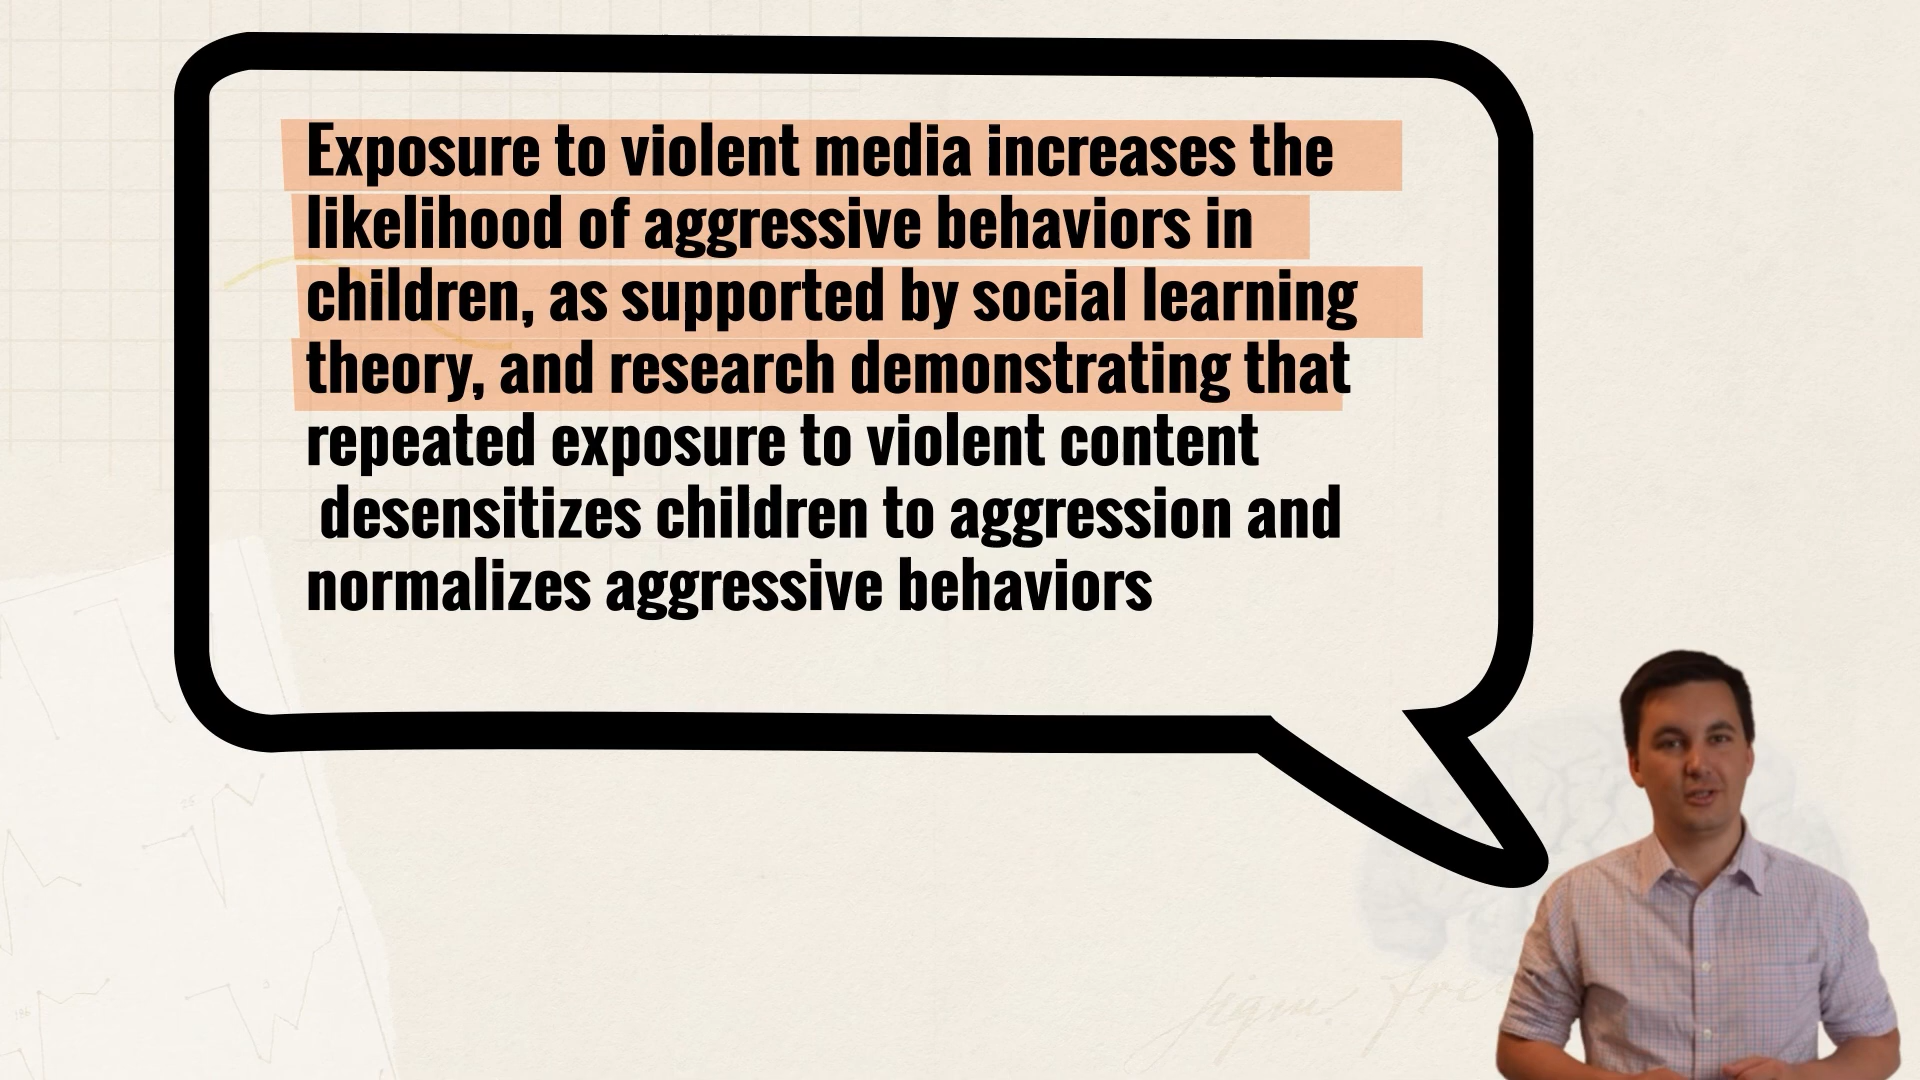 Exposure to violent media increases the
likelihood of aggressive behaviors in
children, as supported by social learning
theory, and research demonstrating that
repeated exposure to violent content
desensitizes children to aggression and
normalizes aggressive behaviors